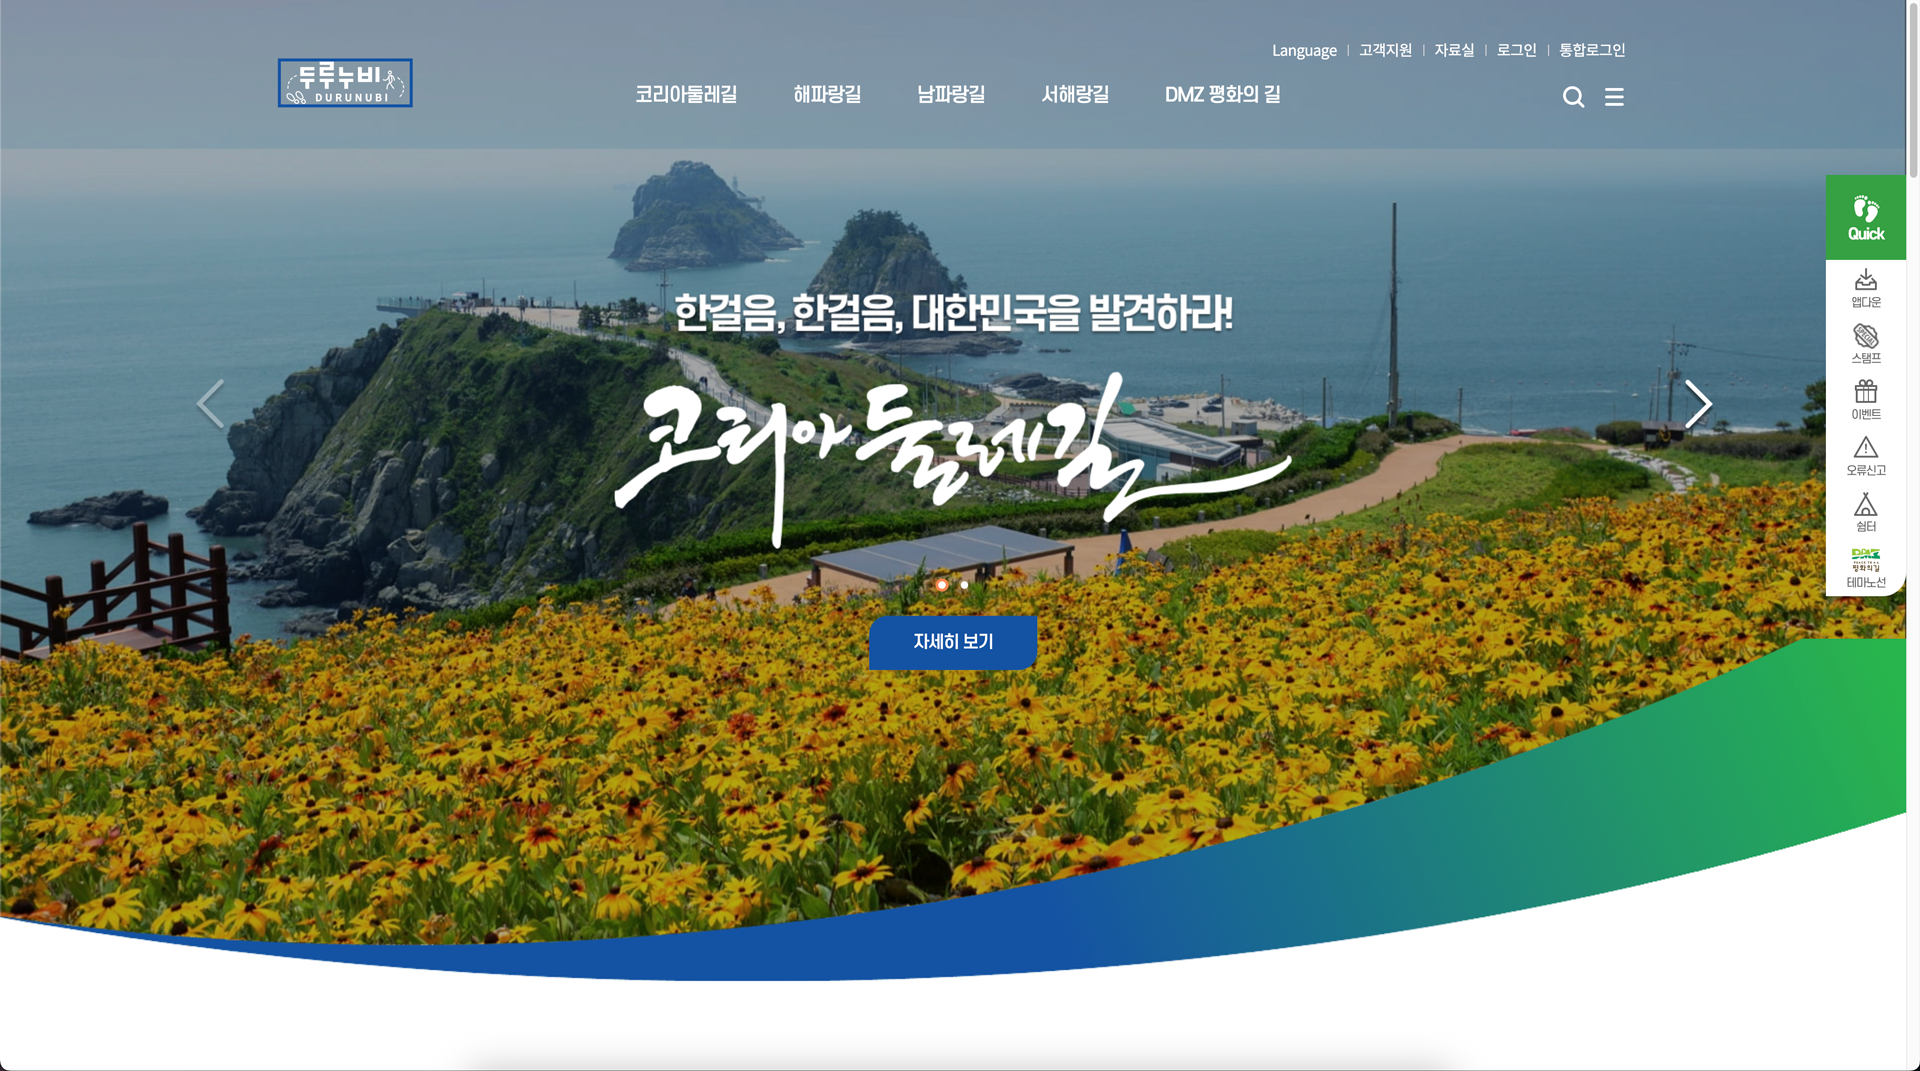 Language | 고객지원 | 자료실 | 로그인 | 통합로그인
두루누비
DURUNUBI
코리아둘레길 해파랑길 남파랑길 서해랑길 DMZ 평화의 길
한걸음, 한걸음, 대한민국을 발견하라!
코리아둘레길
자세히 보기
Quick
앱다운
스탬프
이벤트
오류신고
쉼터
DMZ
평화의길
테마노선